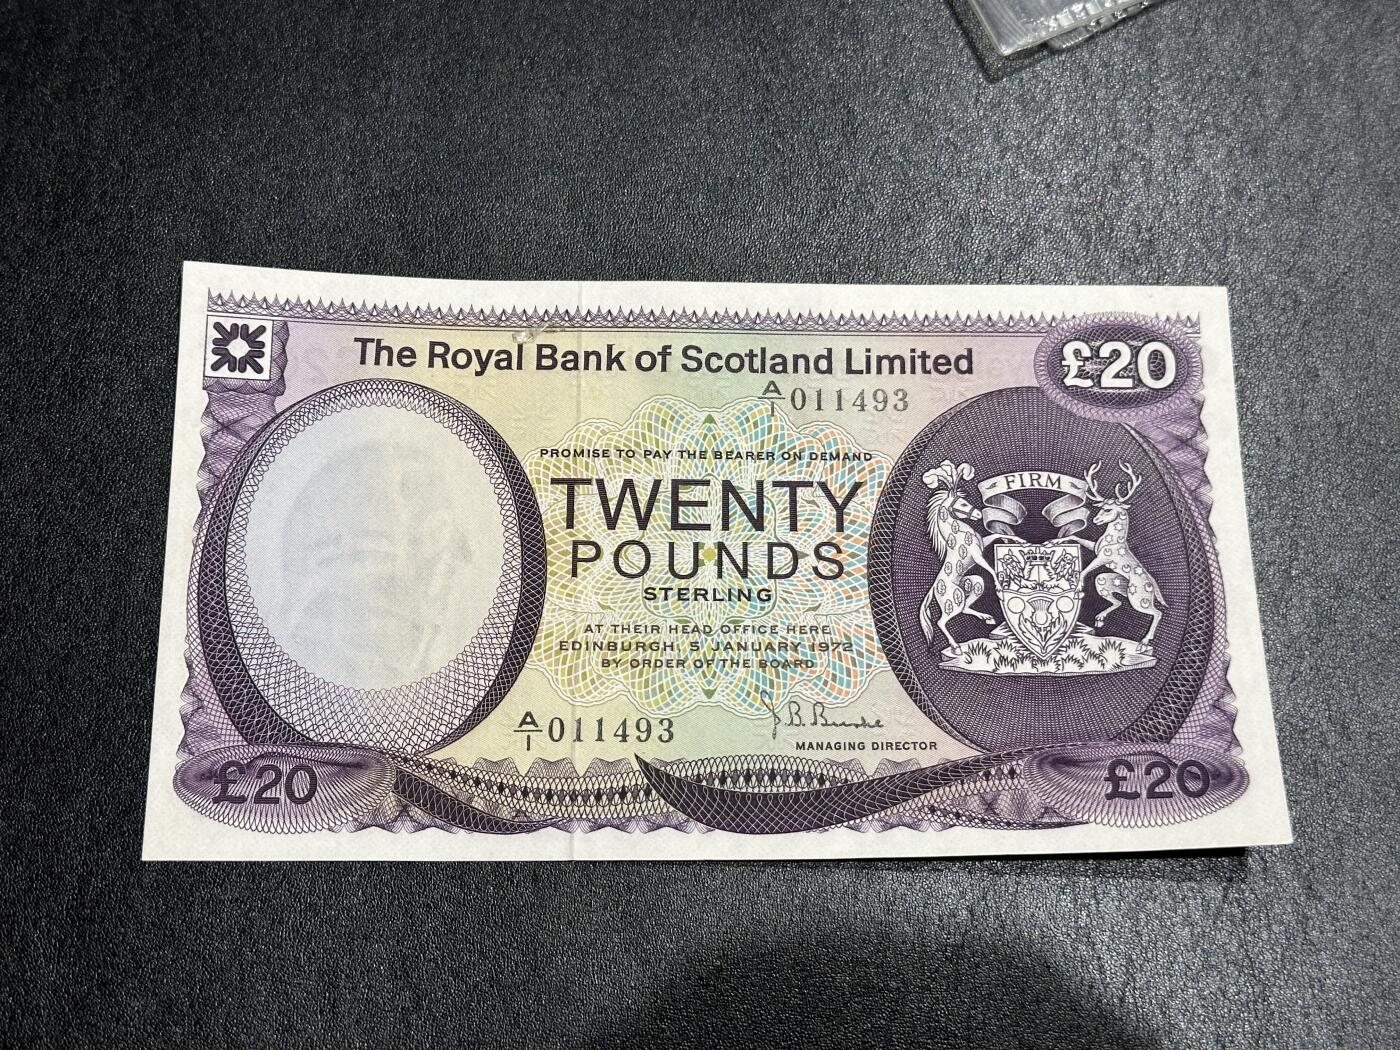 The Royal Bank of Scotland Limited
£20
A/1 011493
PROMISE TO PAY THE BEARER ON DEMAND
FIRM
TWENTY
POUNDS
STERLING
AT THEIR HEAD OFFICE HERE
EDINBURGH, 5 JANUARY 1972
BY ORDER OF THE BOARD
A/1 011493
J. B. Burke
MANAGING DIRECTOR
£20
£20